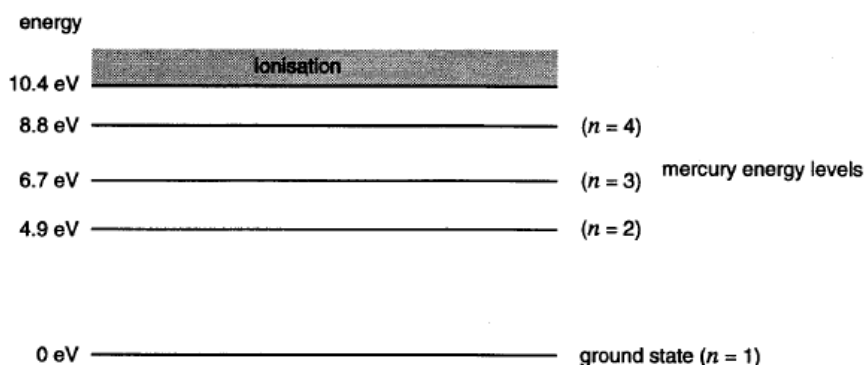 energy
ionisation
10.4 eV
8.8 eV (n = 4)
6.7 eV (n = 3) mercury energy levels
4.9 eV (n = 2)
0 eV ground state (n = 1)